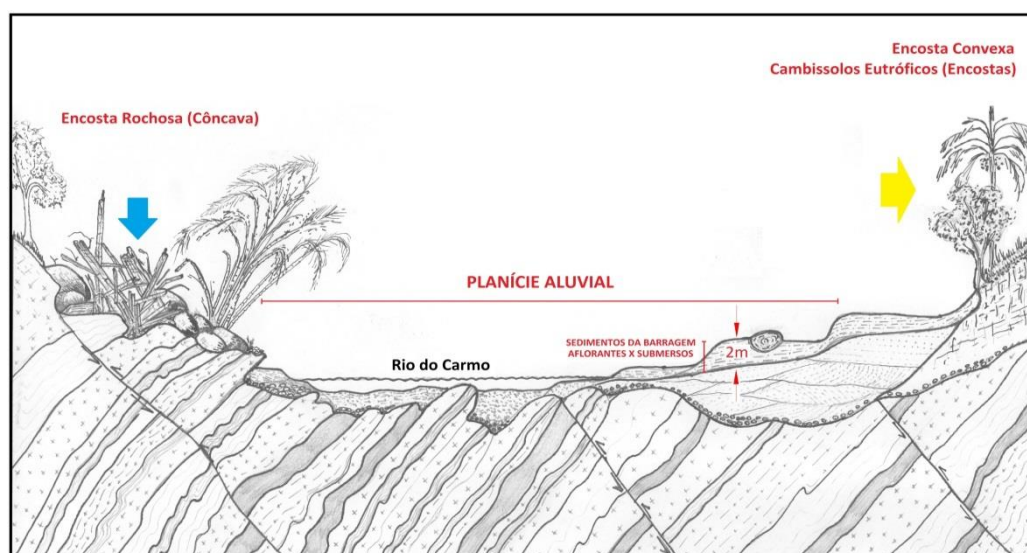 Encosta Convexa
Cambissolos Eutróficos (Encostas)
Encosta Rochosa (Côncava)
PLANÍCIE ALUVIAL
SEDIMENTOS DA BARRAGEM
AFLORANTES X SUBMERSOS
2m
Rio do Carmo